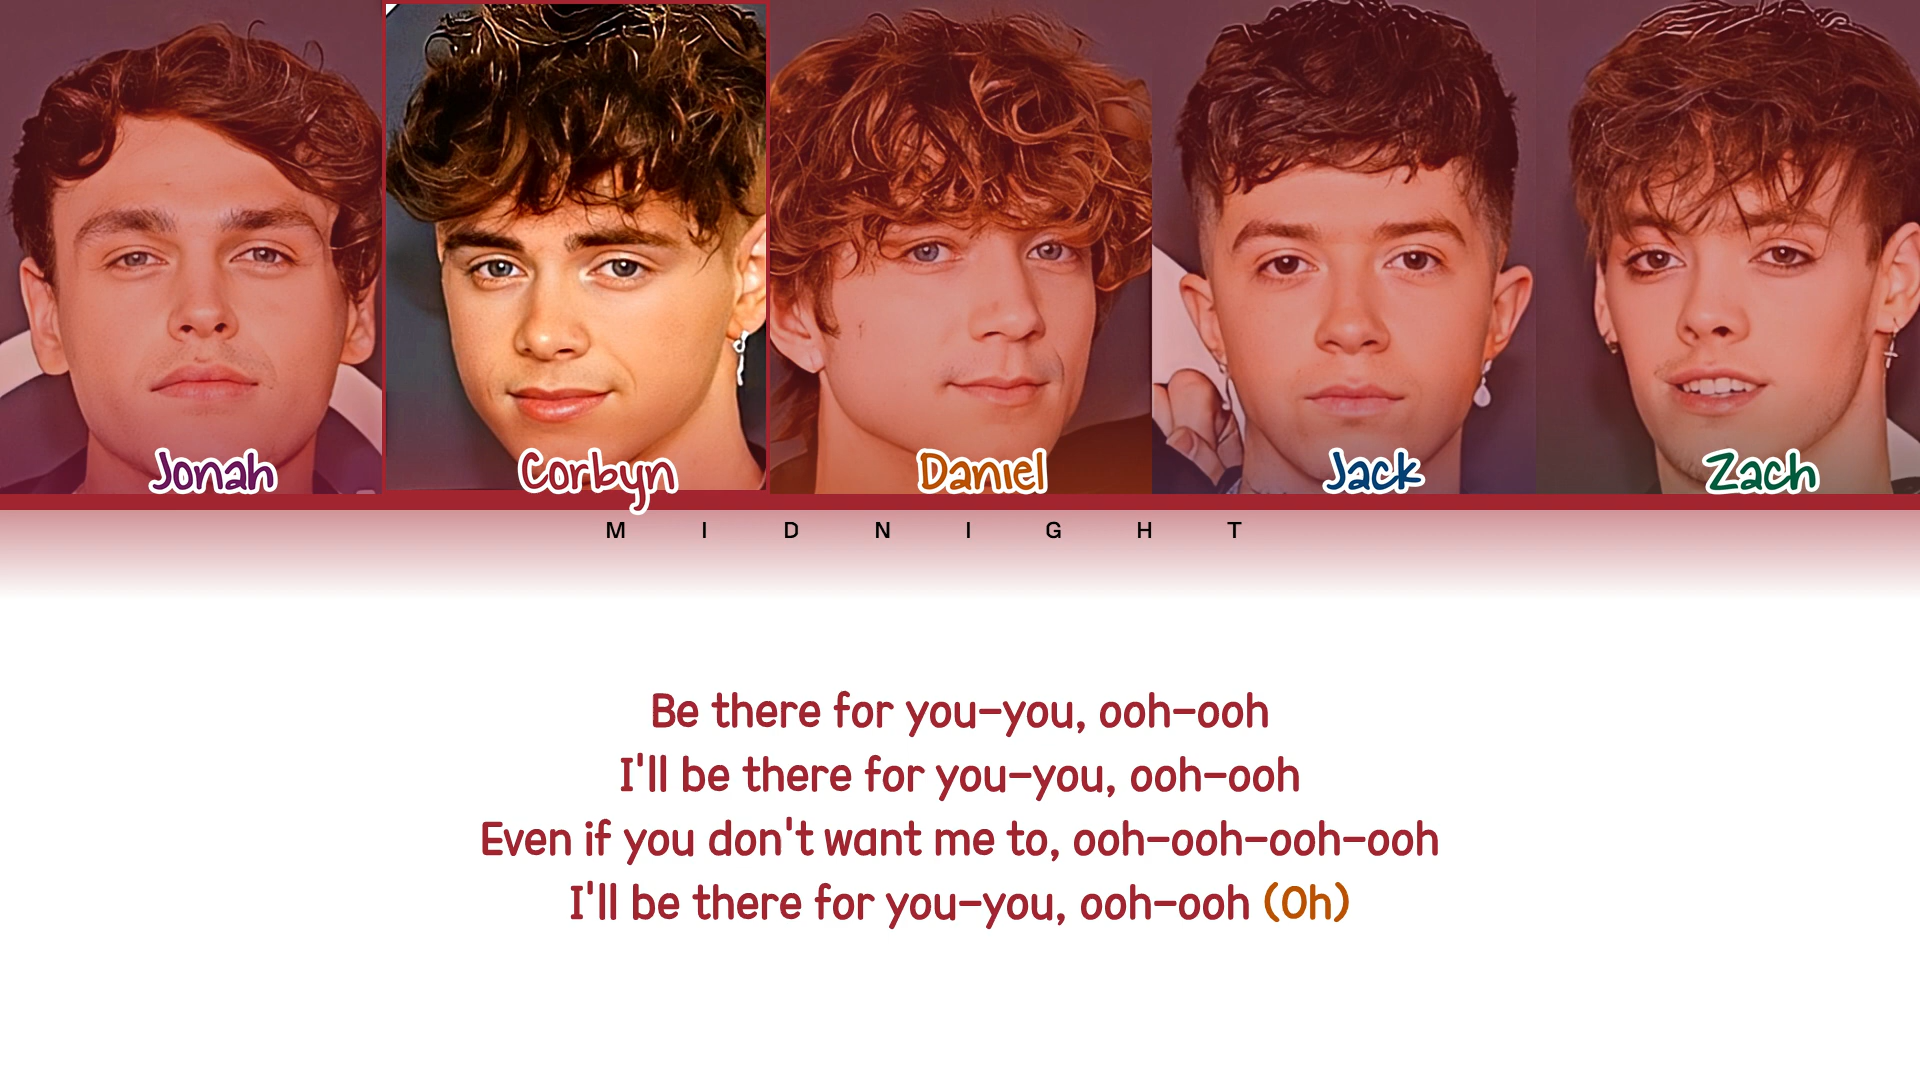 Jonah
Corbyn
Daniel
Jack
Zach
MIDNIGHT
Be there for you-you, ooh-ooh
I'll be there for you-you, ooh-ooh
Even if you don't want me to, ooh-ooh-ooh-ooh
I'll be there for you-you, ooh-ooh (Oh)